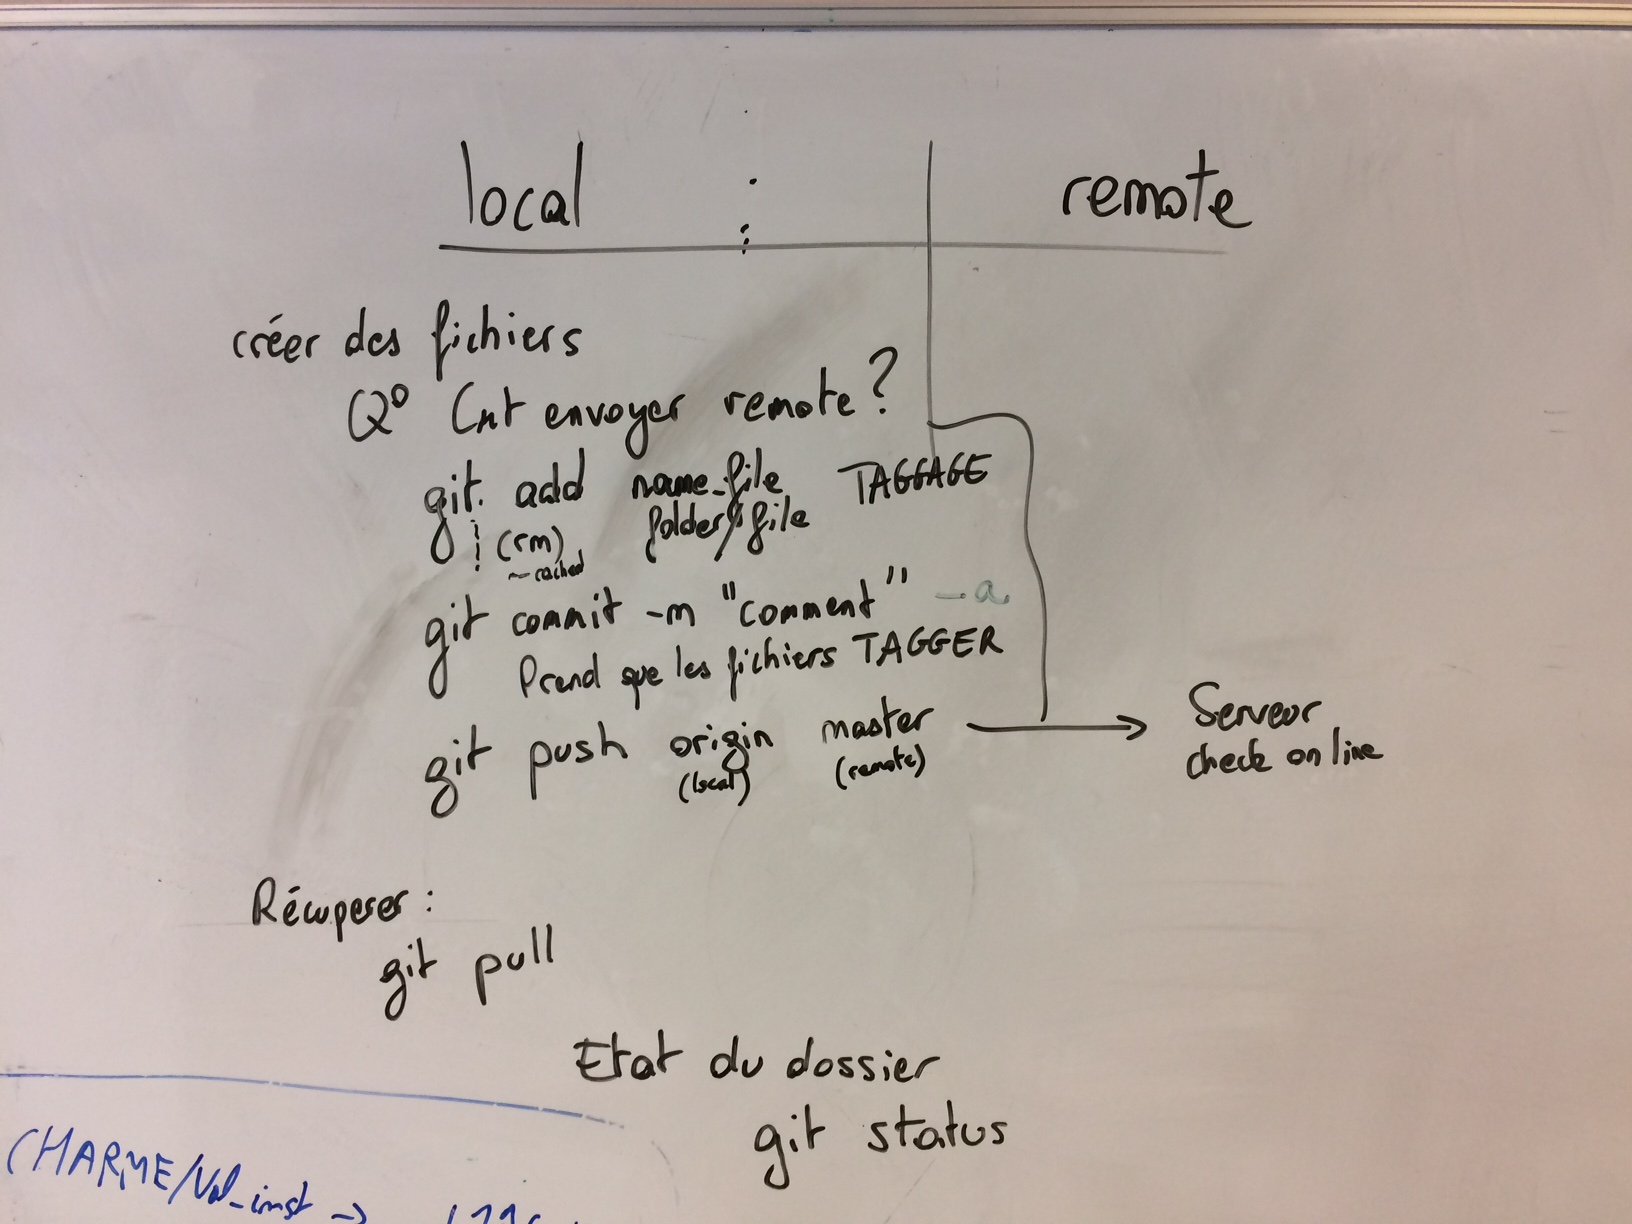 local remote
créer des fichiers
Q° Cmt envoyer remote ?
git add name_file TAGGAGE
(rm) folder/file
--cached
git commit -m "comment" -a
Prend que les fichiers TAGGER
git push origin master → Serveur
(local) (remote) check on line
Récuperer :
git pull
Etat du dossier
git status
CHARME/Val_inst →